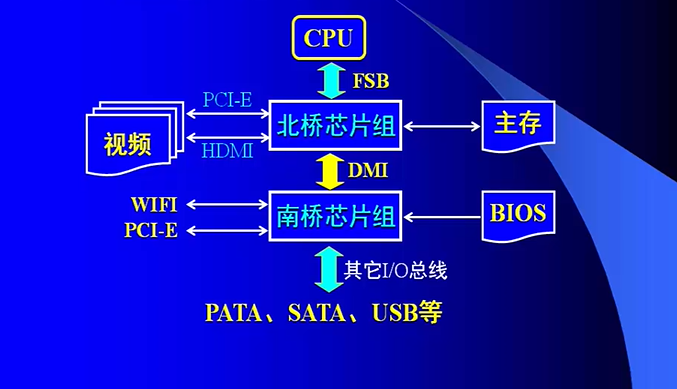 CPU
FSB
PCI-E
北桥芯片组
主存
视频
HDMI
DMI
WIFI
南桥芯片组
BIOS
PCI-E
其它I/O总线
PATA、SATA、USB等